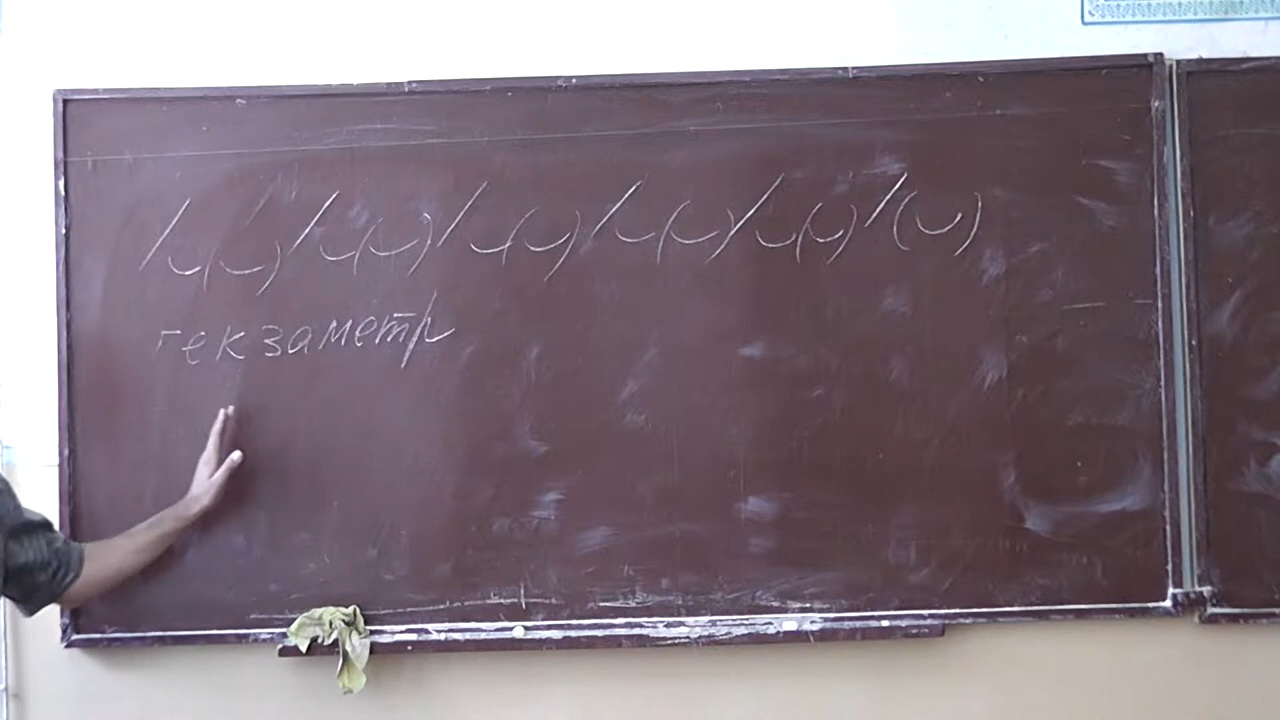 / ◡(◡) / ◡(◡) / ◡(◡) / ◡(◡) / ◡(◡) / (◡)
гекзаметр